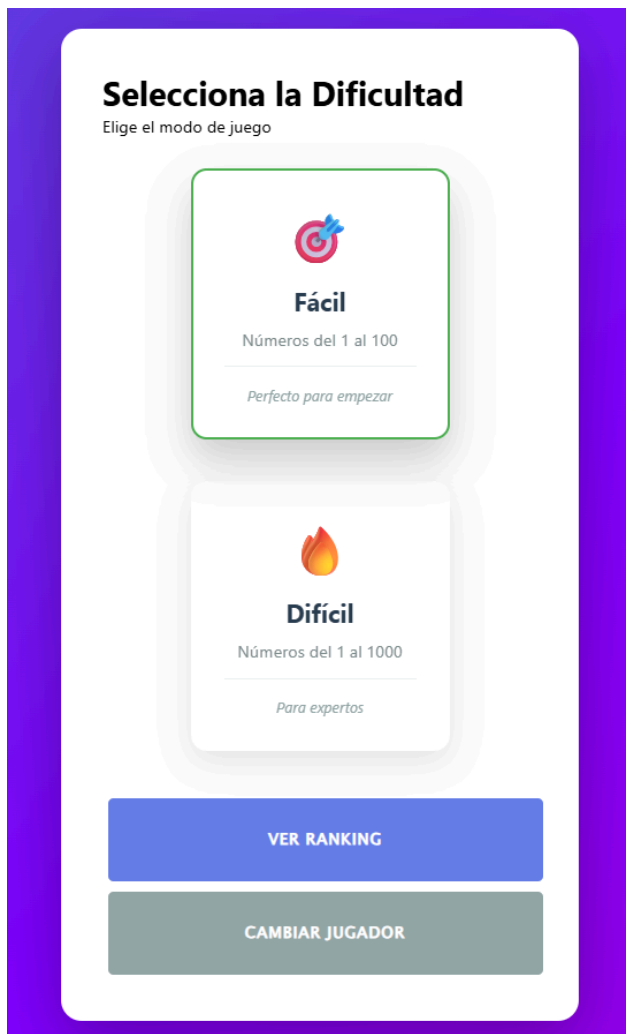 Selecciona la Dificultad
Elige el modo de juego
Fácil
Números del 1 al 100
Perfecto para empezar
Difícil
Números del 1 al 1000
Para expertos
VER RANKING
CAMBIAR JUGADOR